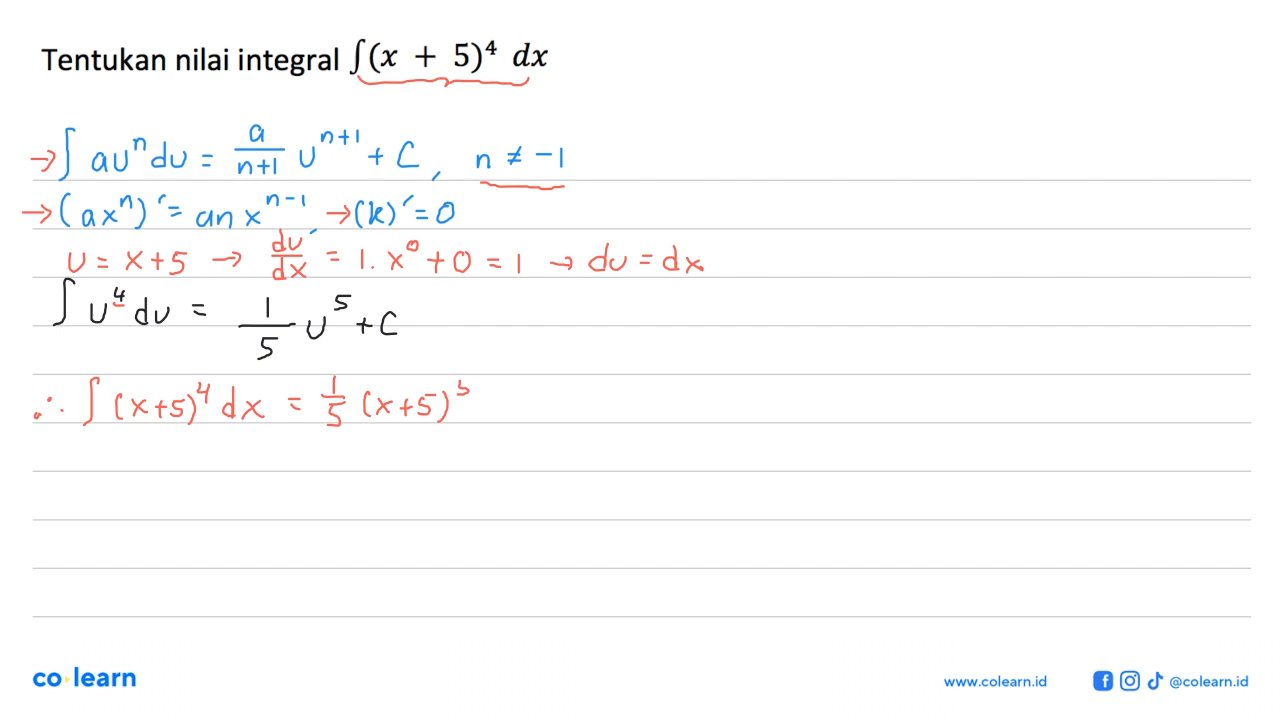 Tentukan nilai integral ∫(x + 5)⁴ dx
→ ∫ auⁿ du = a/(n+1) uⁿ⁺¹ + C, n ≠ -1
→ (axⁿ)' = anxⁿ⁻¹, → (k)' = 0
u = x+5 → du/dx' = 1. x⁰ + 0 = 1 → du = dx
∫ u⁴ du = 1/5 u⁵ + C
∴ ∫ (x+5)⁴ dx = 1/5 (x+5)⁵
co learn
www.colearn.id @colearn.id